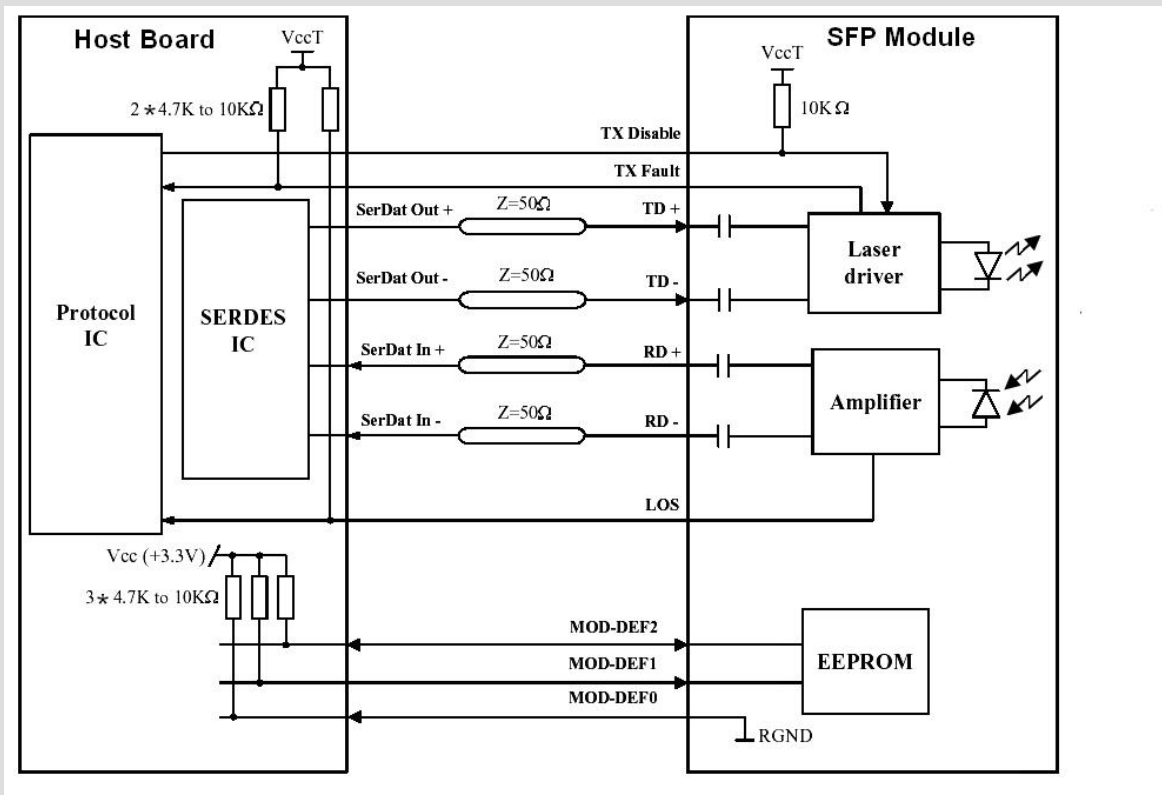 Host Board
VccT
SFP Module
VccT
2*4.7K to 10KΩ
10KΩ
TX Disable
TX Fault
SerDat Out +
Z=50Ω
TD +
Laser
driver
SerDat Out -
Z=50Ω
TD -
Protocol
IC
SERDES
IC
SerDat In +
Z=50Ω
RD +
Amplifier
SerDat In -
Z=50Ω
RD -
LOS
Vcc (+3.3V)
3* 4.7K to 10KΩ
MOD-DEF2
MOD-DEF1
MOD-DEF0
EEPROM
RGND